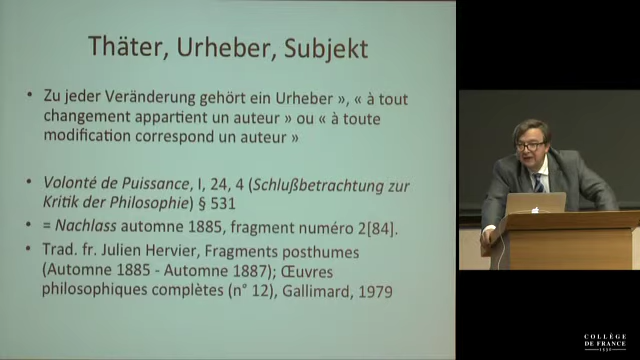 Thäter, Urheber, Subjekt
• Zu jeder Veränderung gehört ein Urheber », « à tout
changement appartient un auteur » ou « à toute
modification correspond un auteur »
• Volonté de Puissance, I, 24, 4 (Schlußbetrachtung zur
Kritik der Philosophie) § 531
• = Nachlass automne 1885, fragment numéro 2[84].
• Trad. fr. Julien Hervier, Fragments posthumes
(Automne 1885 - Automne 1887); Œuvres
philosophiques complètes (n° 12), Gallimard, 1979
COLLÈGE
DE FRANCE
1530